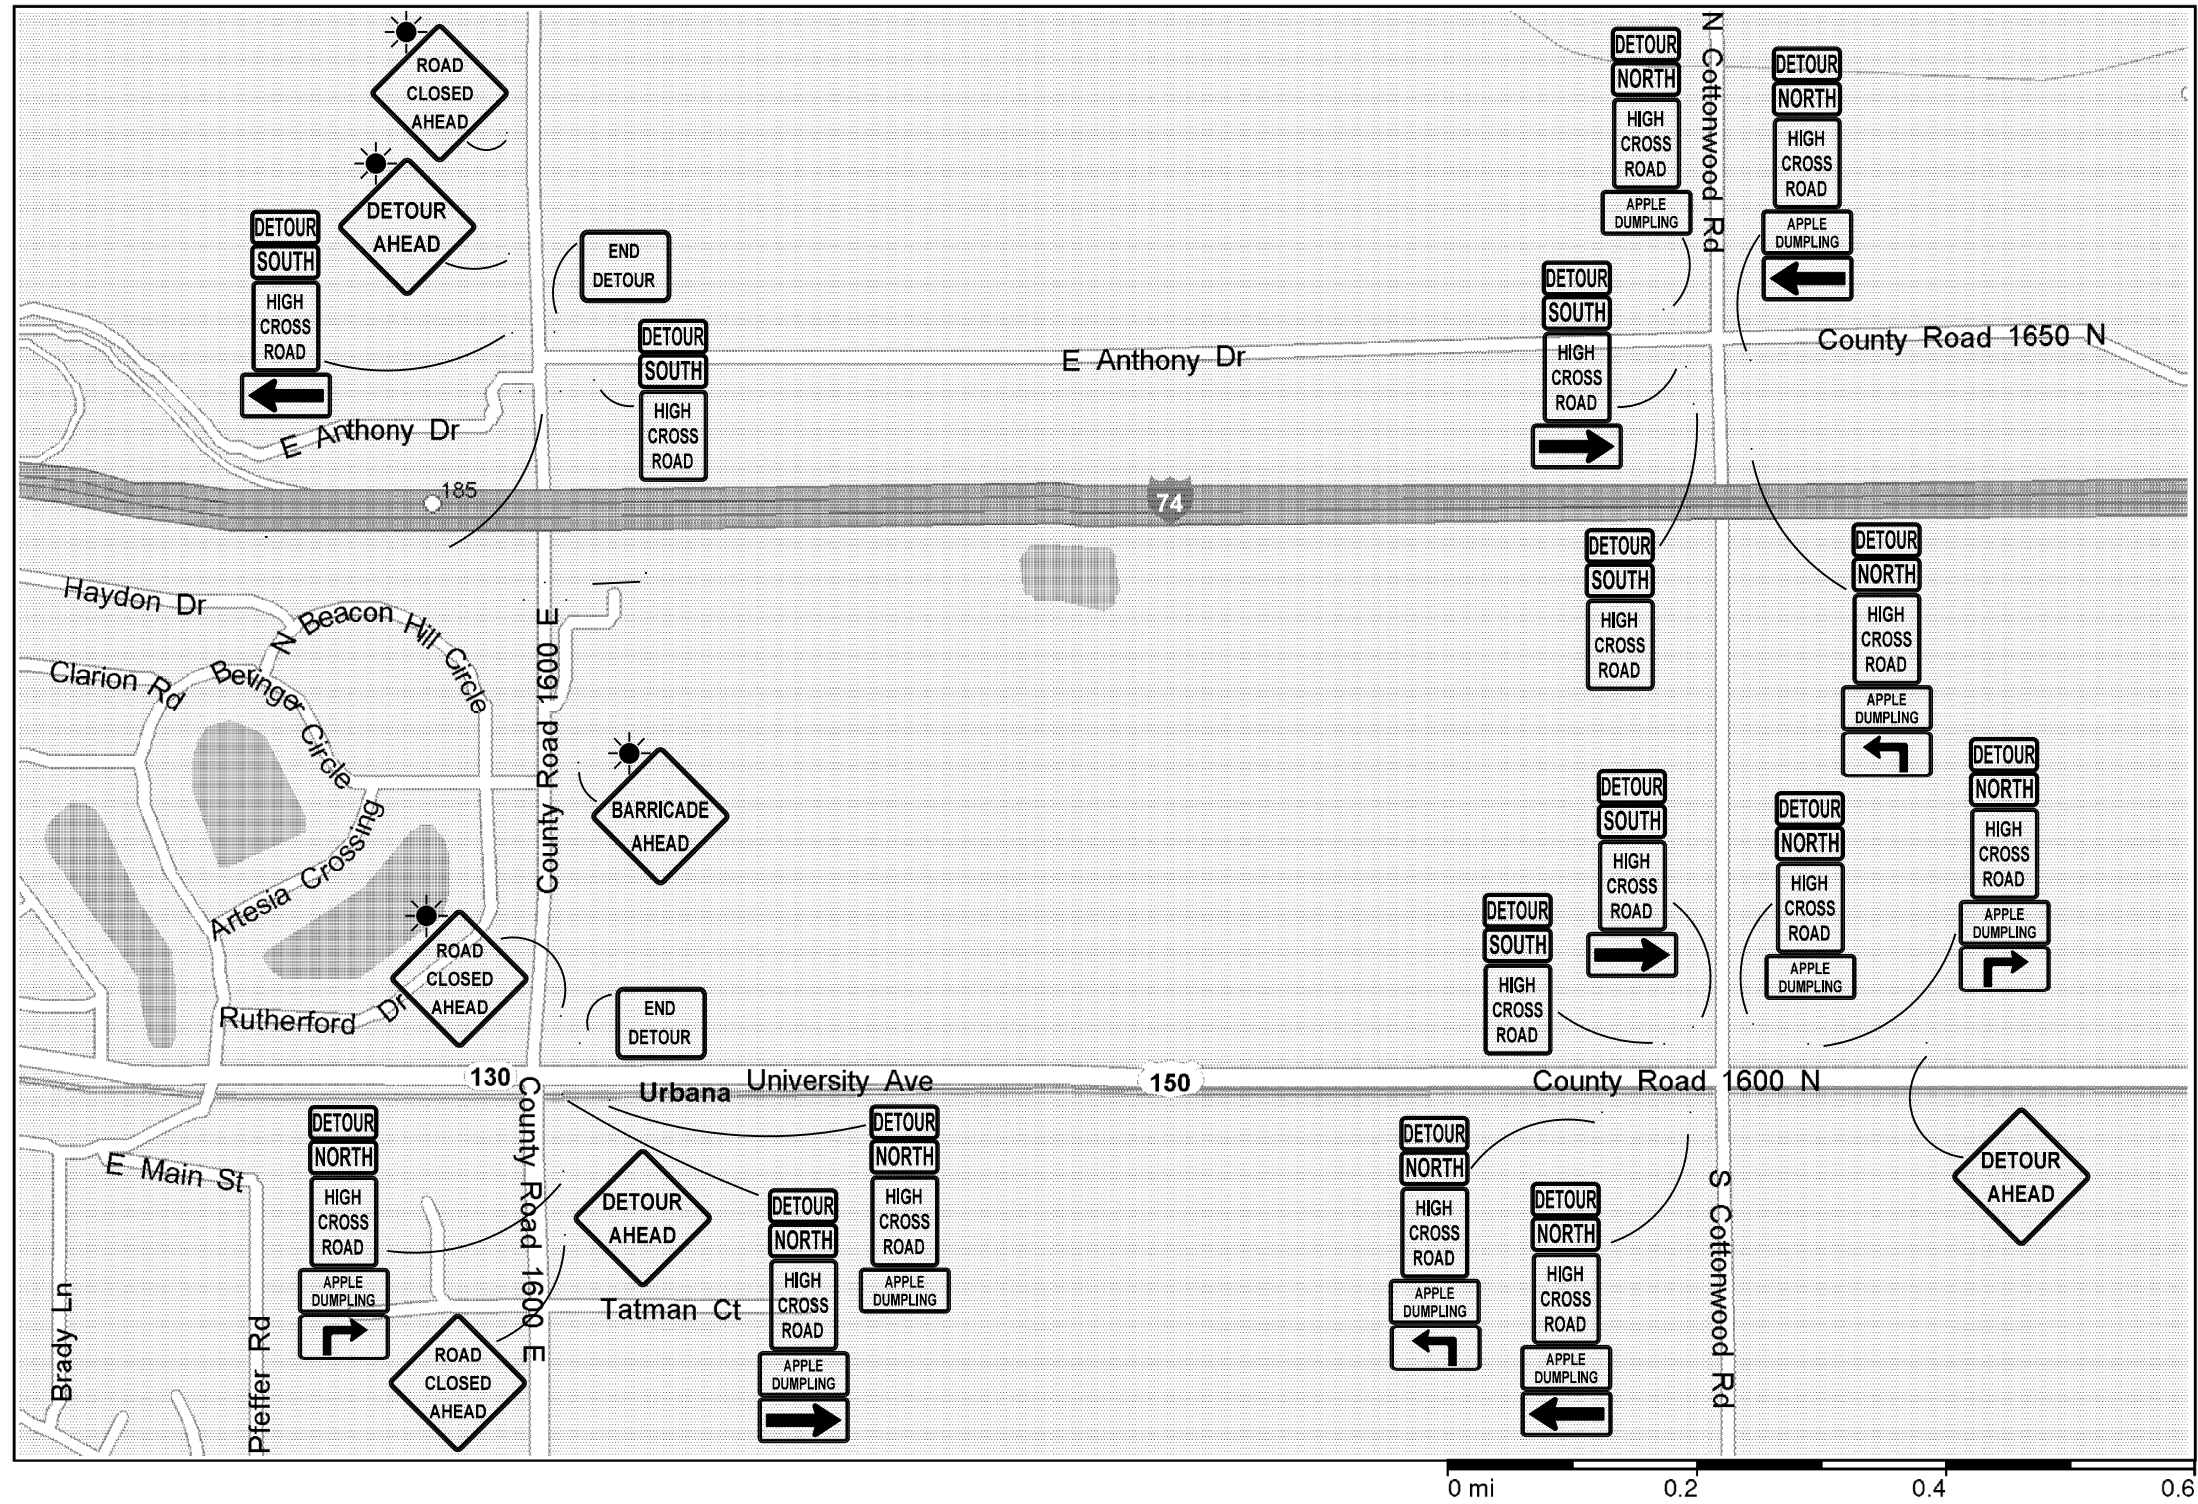 ROAD
CLOSED
AHEAD
DETOUR
AHEAD
DETOUR
SOUTH
HIGH
CROSS
ROAD
END
DETOUR
DETOUR
SOUTH
HIGH
CROSS
ROAD
DETOUR
NORTH
HIGH
CROSS
ROAD
APPLE
DUMPLING
N Cottonwood Rd
DETOUR
NORTH
HIGH
CROSS
ROAD
APPLE
DUMPLING
DETOUR
SOUTH
HIGH
CROSS
ROAD
E Anthony Dr
County Road 1650 N
E Anthony Dr
185
74
Haydon Dr
N Beacon Hill Circle
Clarion Rd
Beringer Circle
Artesia Crossing
Rutherford Dr
County Road 1600 E
BARRICADE
AHEAD
ROAD
CLOSED
AHEAD
END
DETOUR
DETOUR
SOUTH
HIGH
CROSS
ROAD
DETOUR
NORTH
HIGH
CROSS
ROAD
APPLE
DUMPLING
DETOUR
SOUTH
HIGH
CROSS
ROAD
DETOUR
SOUTH
HIGH
CROSS
ROAD
DETOUR
NORTH
HIGH
CROSS
ROAD
APPLE
DUMPLING
DETOUR
NORTH
HIGH
CROSS
ROAD
APPLE
DUMPLING
130
Urbana
University Ave
150
County Road 1600 N
E Main St
Brady Ln
Pfeffer Rd
DETOUR
NORTH
HIGH
CROSS
ROAD
APPLE
DUMPLING
County Road 1600 E
ROAD
CLOSED
AHEAD
DETOUR
AHEAD
Tatman Ct
DETOUR
NORTH
HIGH
CROSS
ROAD
APPLE
DUMPLING
DETOUR
NORTH
HIGH
CROSS
ROAD
APPLE
DUMPLING
DETOUR
NORTH
HIGH
CROSS
ROAD
APPLE
DUMPLING
DETOUR
NORTH
HIGH
CROSS
ROAD
APPLE
DUMPLING
S Cottonwood Rd
DETOUR
AHEAD
0 mi 0.2 0.4 0.6